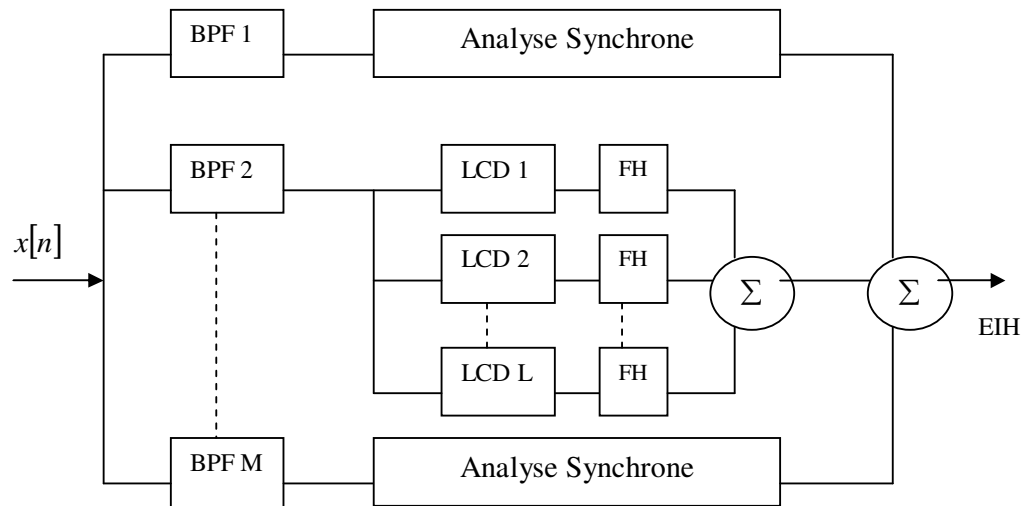 BPF 1
Analyse Synchrone
BPF 2
LCD 1
FH
x[n]
LCD 2
FH
Σ
Σ
EIH
LCD L
FH
BPF M
Analyse Synchrone